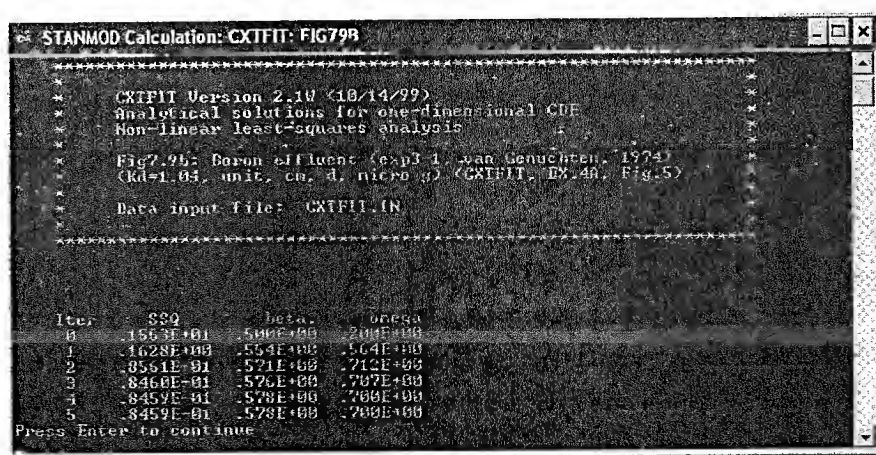 STANMOD Calculation: CXTFIT: FIG79B
CXTFIT Version 2.1W (10/14/99)
Analytical solutions for one-dimensional CDE
Non-linear least-squares analysis
Fig7.9b: Boron effluent (exp3-1, van Genuchten, 1974)
(Kd=1.04, unit, cm, d, micro g) (CXTFIT, EX.4A, Fig.5)
Data input file: CXTFIT.IN
Iter SSQ beta. omega
0 .1563E+01 .500E+00 .200E+00
1 .1628E+00 .554E+00 .564E+00
2 .8561E-01 .571E+00 .712E+00
3 .8460E-01 .576E+00 .707E+00
4 .8459E-01 .578E+00 .700E+00
5 .8459E-01 .578E+00 .700E+00
Press Enter to continue